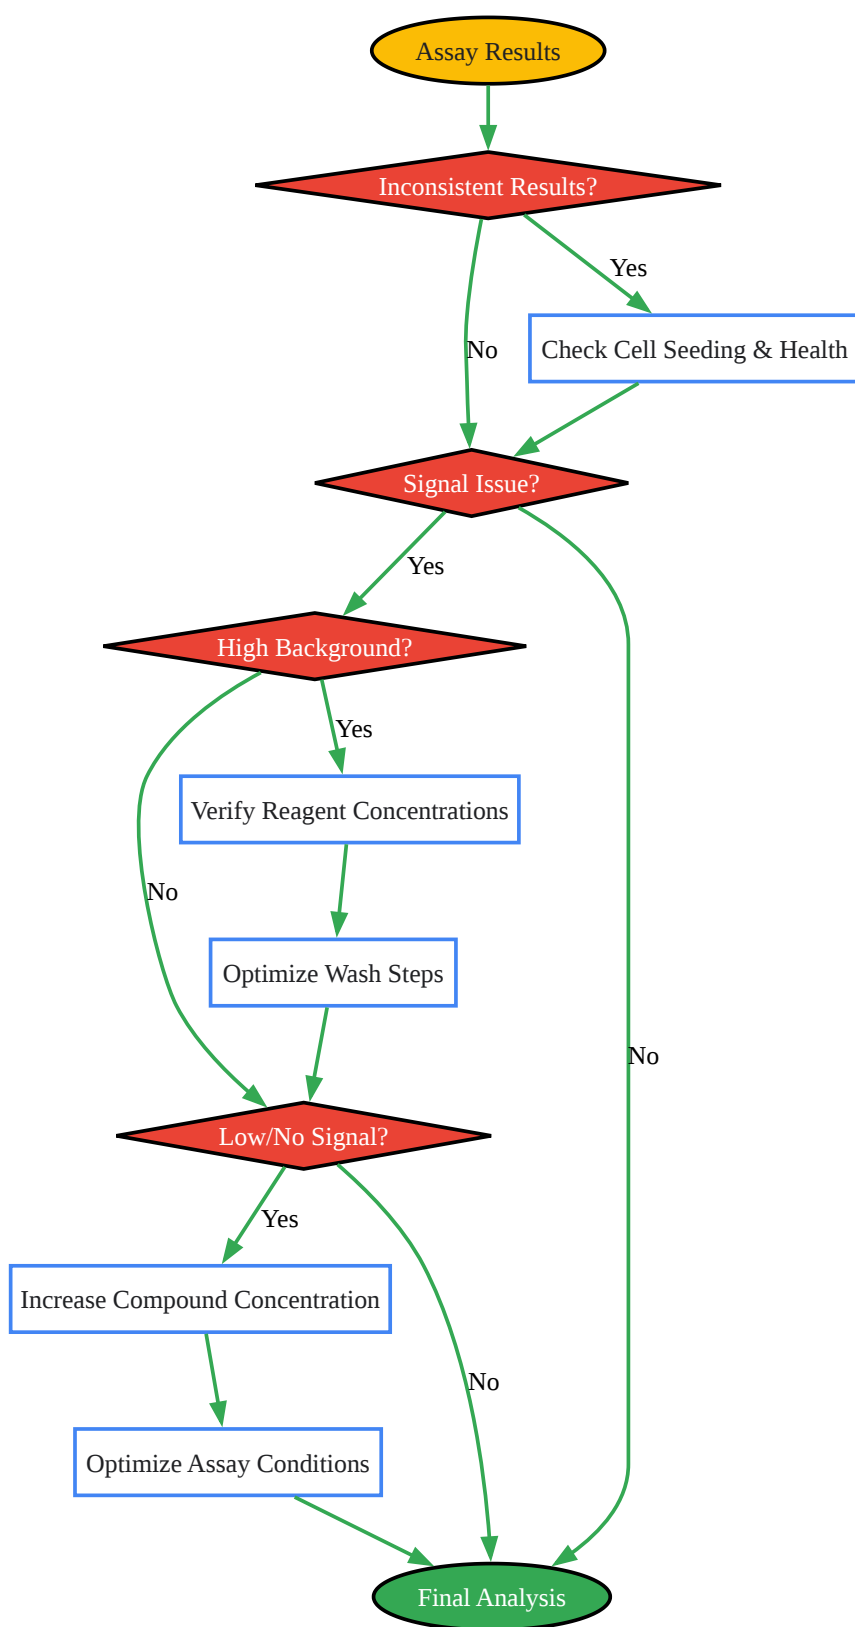 Assay Results
Inconsistent Results?
Yes
No
Check Cell Seeding & Health
Signal Issue?
Yes
High Background?
Yes
Verify Reagent Concentrations
No
Optimize Wash Steps
No
Low/No Signal?
Yes
Increase Compound Concentration
No
Optimize Assay Conditions
Final Analysis